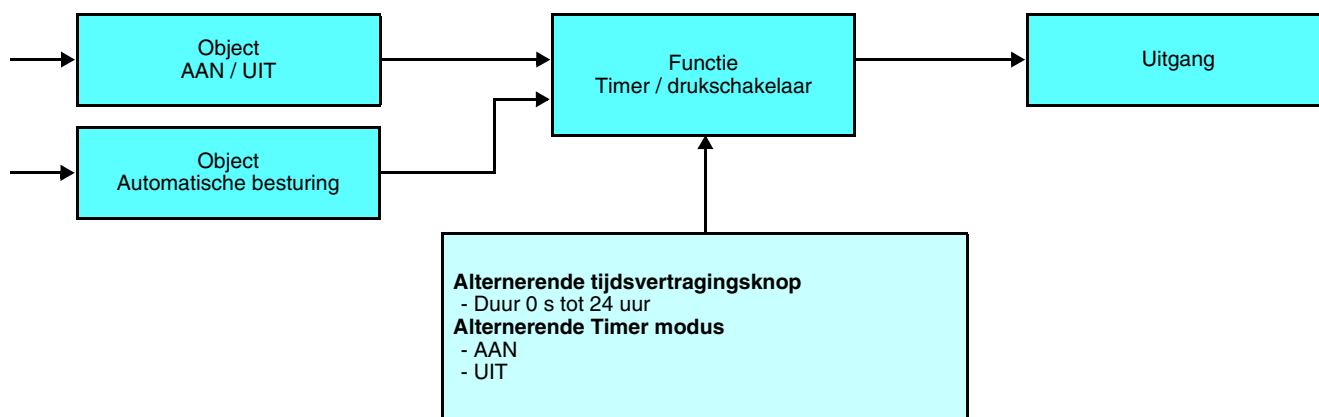 Object
AAN / UIT
Functie
Timer / drukschakelaar
Uitgang
Object
Automatische besturing
Alternerende tijdsvertragingsknop
- Duur 0 s tot 24 uur
Alternerende Timer modus
- AAN
- UIT